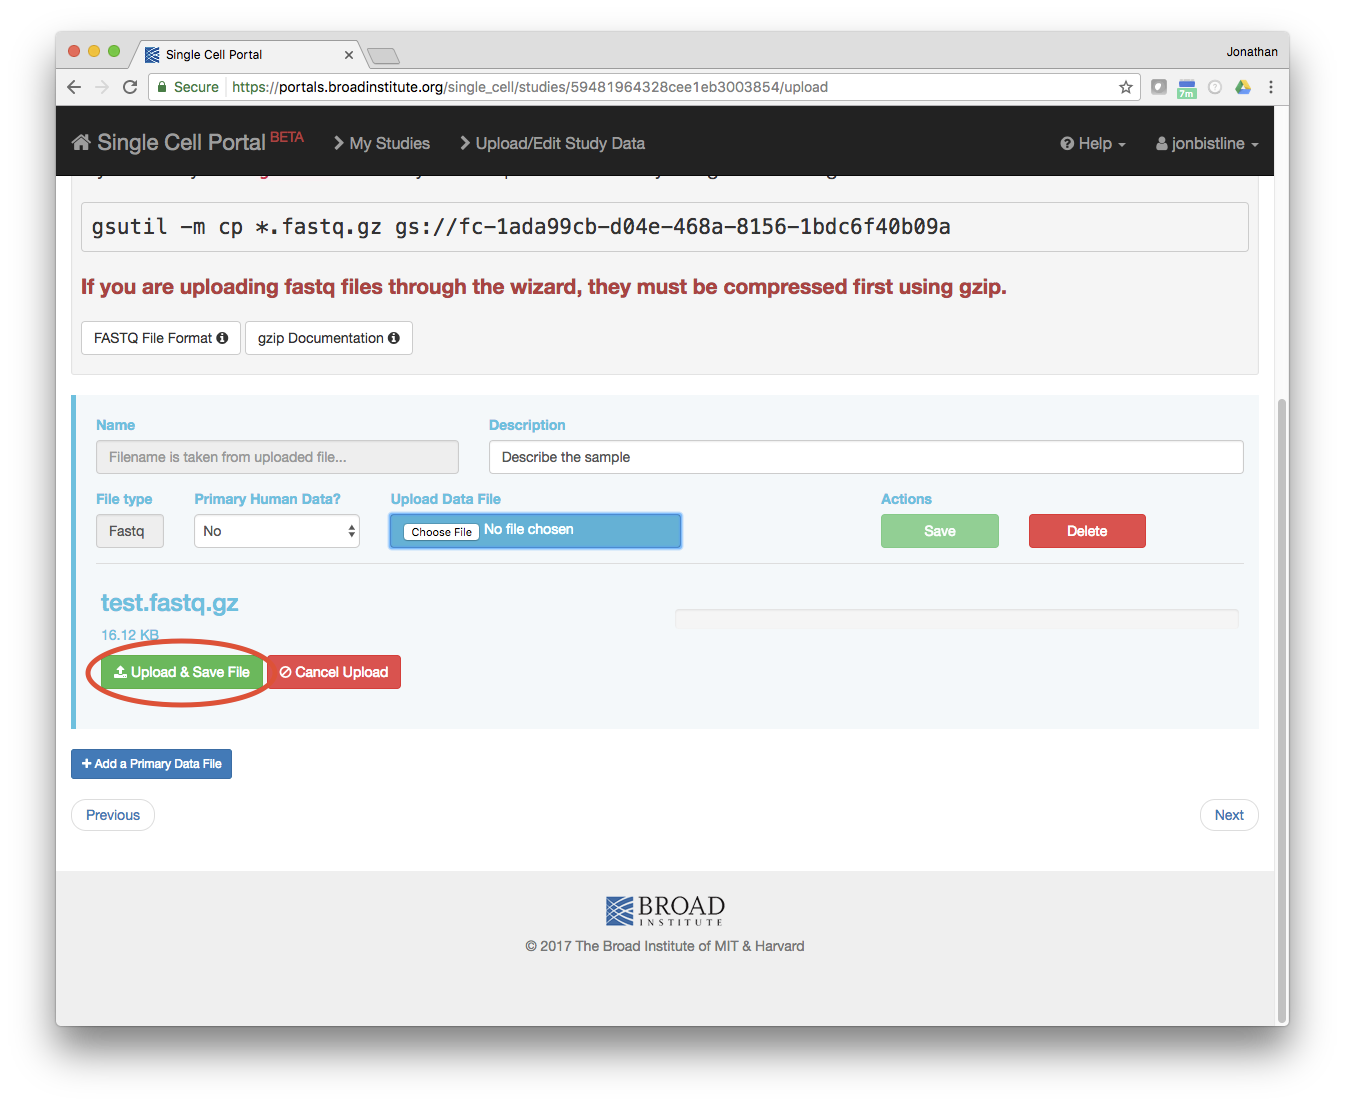 Single Cell Portal
Jonathan
Secure https://portals.broadinstitute.org/single_cell/studies/59481964328cee1eb3003854/upload
7m
Single Cell Portal BETA My Studies Upload/Edit Study Data Help jonbistline
gsutil -m cp *.fastq.gz gs://fc-1ada99cb-d04e-468a-8156-1bdc6f40b09a
If you are uploading fastq files through the wizard, they must be compressed first using gzip.
FASTQ File Format gzip Documentation
Name Description
Filename is taken from uploaded file... Describe the sample
File type Primary Human Data? Upload Data File Actions
Fastq No Choose File No file chosen Save Delete
test.fastq.gz
16.12 KB
Upload & Save File Cancel Upload
+ Add a Primary Data File
Previous Next
BROAD
INSTITUTE
© 2017 The Broad Institute of MIT & Harvard